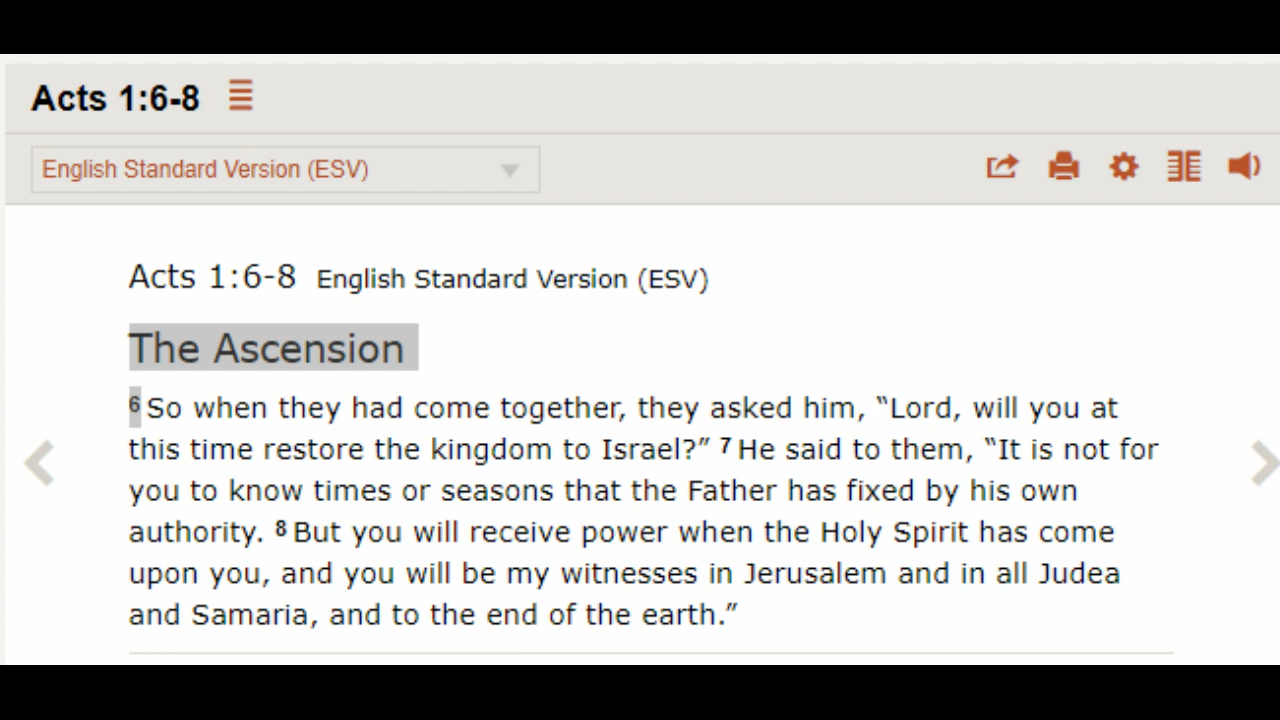 Acts 1:6-8
English Standard Version (ESV)
Acts 1:6-8 English Standard Version (ESV)
The Ascension
6 So when they had come together, they asked him, “Lord, will you at
this time restore the kingdom to Israel?” 7 He said to them, “It is not for
you to know times or seasons that the Father has fixed by his own
authority. 8 But you will receive power when the Holy Spirit has come
upon you, and you will be my witnesses in Jerusalem and in all Judea
and Samaria, and to the end of the earth.”